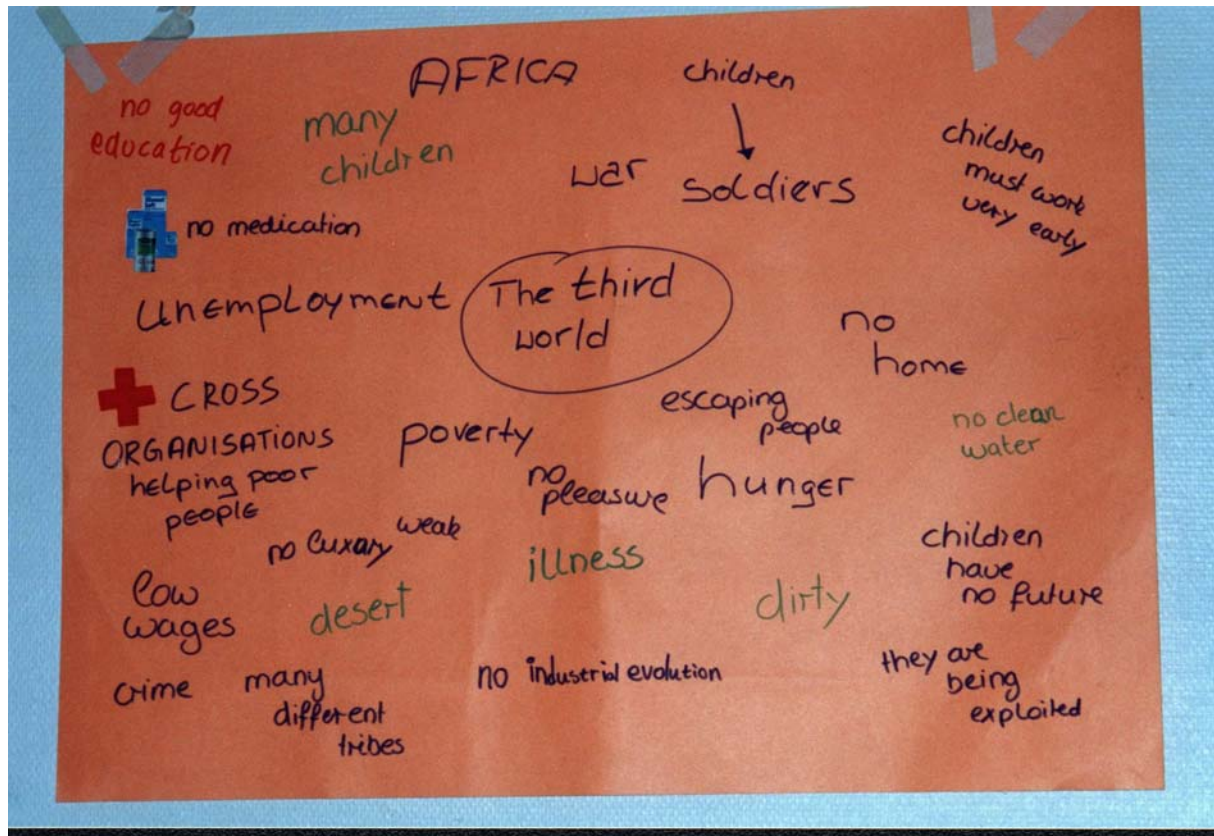 AFRICA
children
no good
education
many
children
war
soldiers
children
must work
very early
no medication
unemployment
The third
world
no
home
CROSS
ORGANISATIONS
helping poor
people
poverty
escaping
people
no clean
water
no
pleasure
hunger
no luxary
weak
illness
children
have
no future
low
wages
desert
dirty
crime
many
different
tribes
no industrial evolution
they are
being
exploited